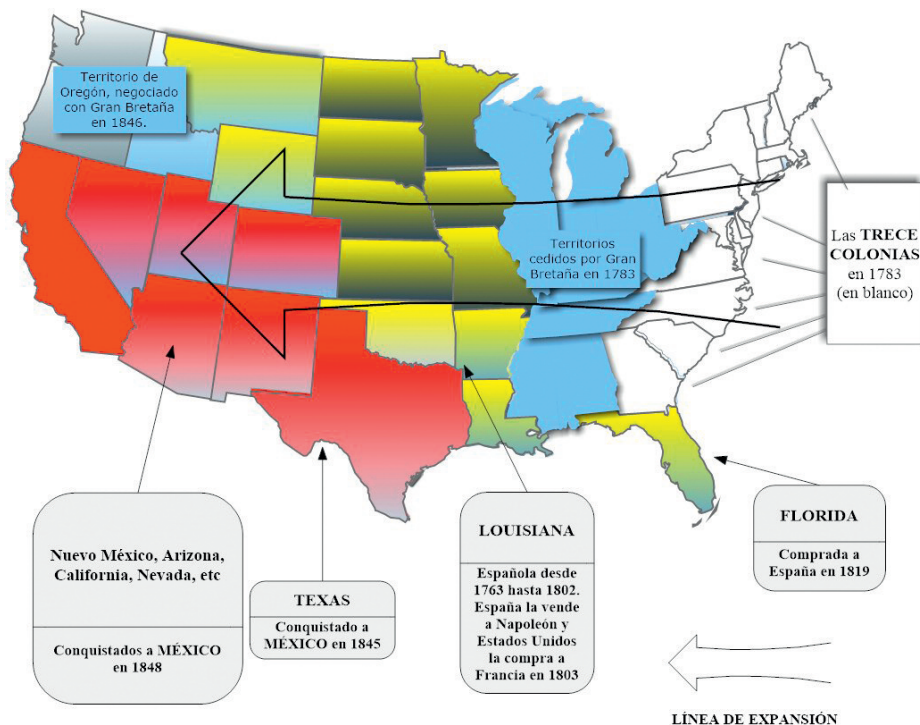 Territorio de
Oregón, negociado
con Gran Bretaña
en 1846.
Territorios
cedidos por Gran
Bretaña en 1783
Las TRECE
COLONIAS
en 1783
(en blanco)
Nuevo México, Arizona,
California, Nevada, etc
Conquistados a MÉXICO
en 1848
TEXAS
Conquistado a
MÉXICO en 1845
LOUISIANA
Española desde
1763 hasta 1802.
España la vende
a Napoleón y
Estados Unidos
la compra a
Francia en 1803
FLORIDA
Comprada a
España en 1819
LÍNEA DE EXPANSIÓN